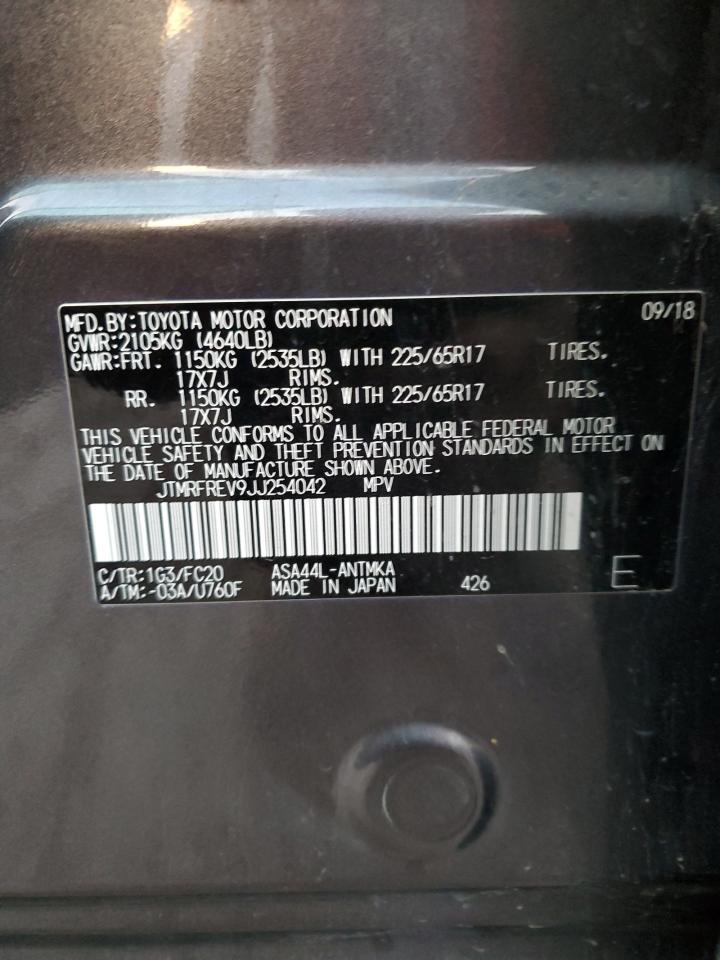 MFD.BY:TOYOTA MOTOR CORPORATION 09/18
GVWR:2105KG (4640LB)
GAWR:FRT. 1150KG (2535LB) WITH 225/65R17 TIRES.
17X7J RIMS.
RR. 1150KG (2535LB) WITH 225/65R17 TIRES.
17X7J RIMS.
THIS VEHICLE CONFORMS TO ALL APPLICABLE FEDERAL MOTOR
VEHICLE SAFETY AND THEFT PREVENTION STANDARDS IN EFFECT ON
THE DATE OF MANUFACTURE SHOWN ABOVE.
JTMRFREV9JJ254042 MPV
C/TR:1G3/FC20 ASA44L-ANTMKA
A/TM:-03A/U760F MADE IN JAPAN 426 E